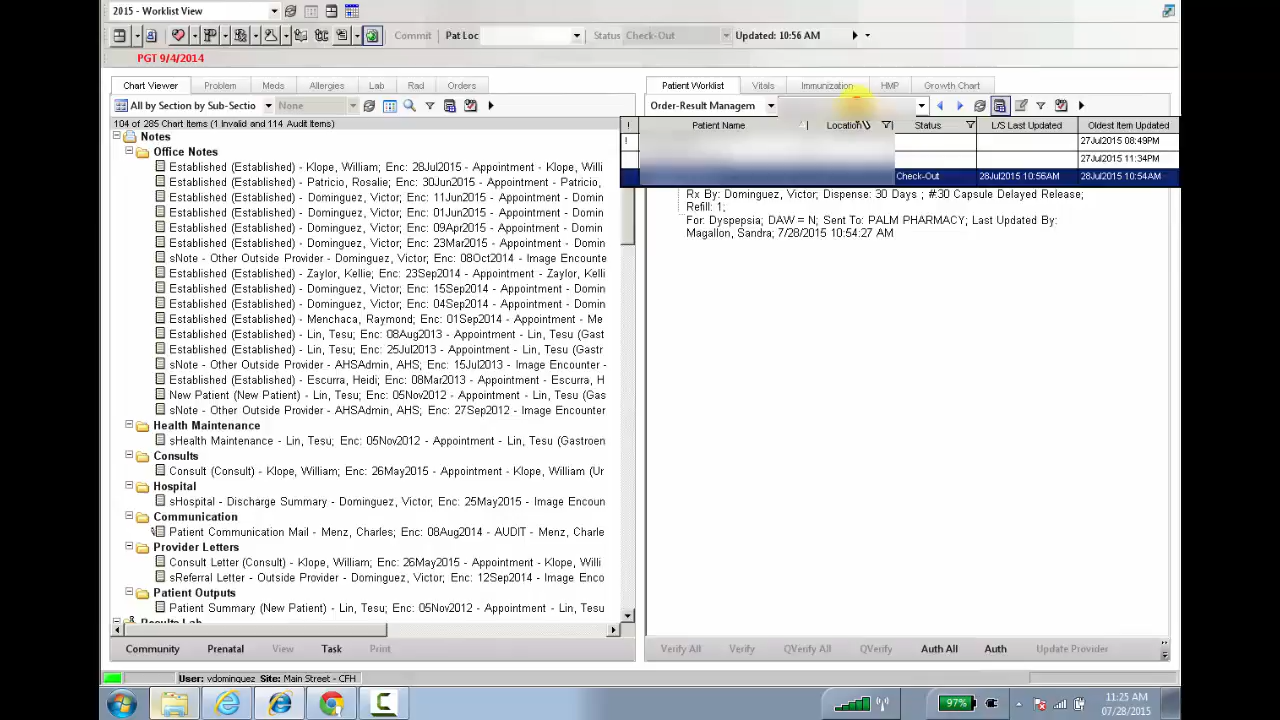 2015 - Worklist View
Commit Pat Loc Status Check-Out Updated: 10:56 AM
PGT 9/4/2014
Chart Viewer Problem Meds Allergies Lab Rad Orders
All by Section by Sub-Sectio None
104 of 285 Chart Items (1 Invalid and 114 Audit Items)
Notes
Office Notes
Established (Established) - Klope, William; Enc: 28Jul2015 - Appointment - Klope, Willi
Established (Established) - Patricio, Rosalie; Enc: 30Jun2015 - Appointment - Patricio,
Established (Established) - Dominguez, Victor; Enc: 11Jun2015 - Appointment - Domin
Established (Established) - Dominguez, Victor; Enc: 01Jun2015 - Appointment - Domin
Established (Established) - Dominguez, Victor; Enc: 09Apr2015 - Appointment - Domin
Established (Established) - Dominguez, Victor; Enc: 23Mar2015 - Appointment - Domin
sNote - Other Outside Provider - Dominguez, Victor; Enc: 08Oct2014 - Image Encounte
Established (Established) - Zaylor, Kellie; Enc: 23Sep2014 - Appointment - Zaylor, Kelli
Established (Established) - Dominguez, Victor; Enc: 15Sep2014 - Appointment - Domin
Established (Established) - Dominguez, Victor; Enc: 04Sep2014 - Appointment - Domin
Established (Established) - Menchaca, Raymond; Enc: 01Sep2014 - Appointment - Me
Established (Established) - Lin, Tesu; Enc: 08Aug2013 - Appointment - Lin, Tesu (Gastr
Established (Established) - Lin, Tesu; Enc: 25Jul2013 - Appointment - Lin, Tesu (Gastr
sNote - Other Outside Provider - AHSAdmin, AHS; Enc: 15Jul2013 - Image Encounter -
Established (Established) - Escurra, Heidi; Enc: 08Mar2013 - Appointment - Escurra, H
New Patient (New Patient) - Lin, Tesu; Enc: 05Nov2012 - Appointment - Lin, Tesu (Gas
sNote - Other Outside Provider - AHSAdmin, AHS; Enc: 27Sep2012 - Image Encounter
Health Maintenance
sHealth Maintenance - Lin, Tesu; Enc: 05Nov2012 - Appointment - Lin, Tesu (Gastroen
Consults
Consult (Consult) - Klope, William; Enc: 26May2015 - Appointment - Klope, William (Ur
Hospital
sHospital - Discharge Summary - Dominguez, Victor; Enc: 25May2015 - Image Encoun
Communication
Patient Communication Mail - Menz, Charles; Enc: 08Aug2014 - AUDIT - Menz, Charle
Provider Letters
Consult Letter (Consult) - Klope, William; Enc: 26May2015 - Appointment - Klope, Willi
sReferral Letter - Outside Provider - Dominguez, Victor; Enc: 12Sep2014 - Image Enco
Patient Outputs
Patient Summary (New Patient) - Lin, Tesu; Enc: 05Nov2012 - Appointment - Lin, Tesu
Results Lab
Community Prenatal View Task Print
Patient Worklist Vitals Immunization HMP Growth Chart
Order-Result Managem
! Patient Name Location Status L/S Last Updated Oldest Item Updated
! 27Jul2015 08:49PM
27Jul2015 11:34PM
Check-Out 28Jul2015 10:56AM 28Jul2015 10:54AM
Rx By: Dominguez, Victor; Dispense: 30 Days ; #30 Capsule Delayed Release;
Refill: 1;
For: Dyspepsia; DAW = N; Sent To: PALM PHARMACY; Last Updated By:
Magallon, Sandra; 7/28/2015 10:54:27 AM
Verify All Verify QVerify All QVerify Auth All Auth Update Provider
User: vdominguez Site: Main Street - CFH
97%
11:25 AM
07/28/2015